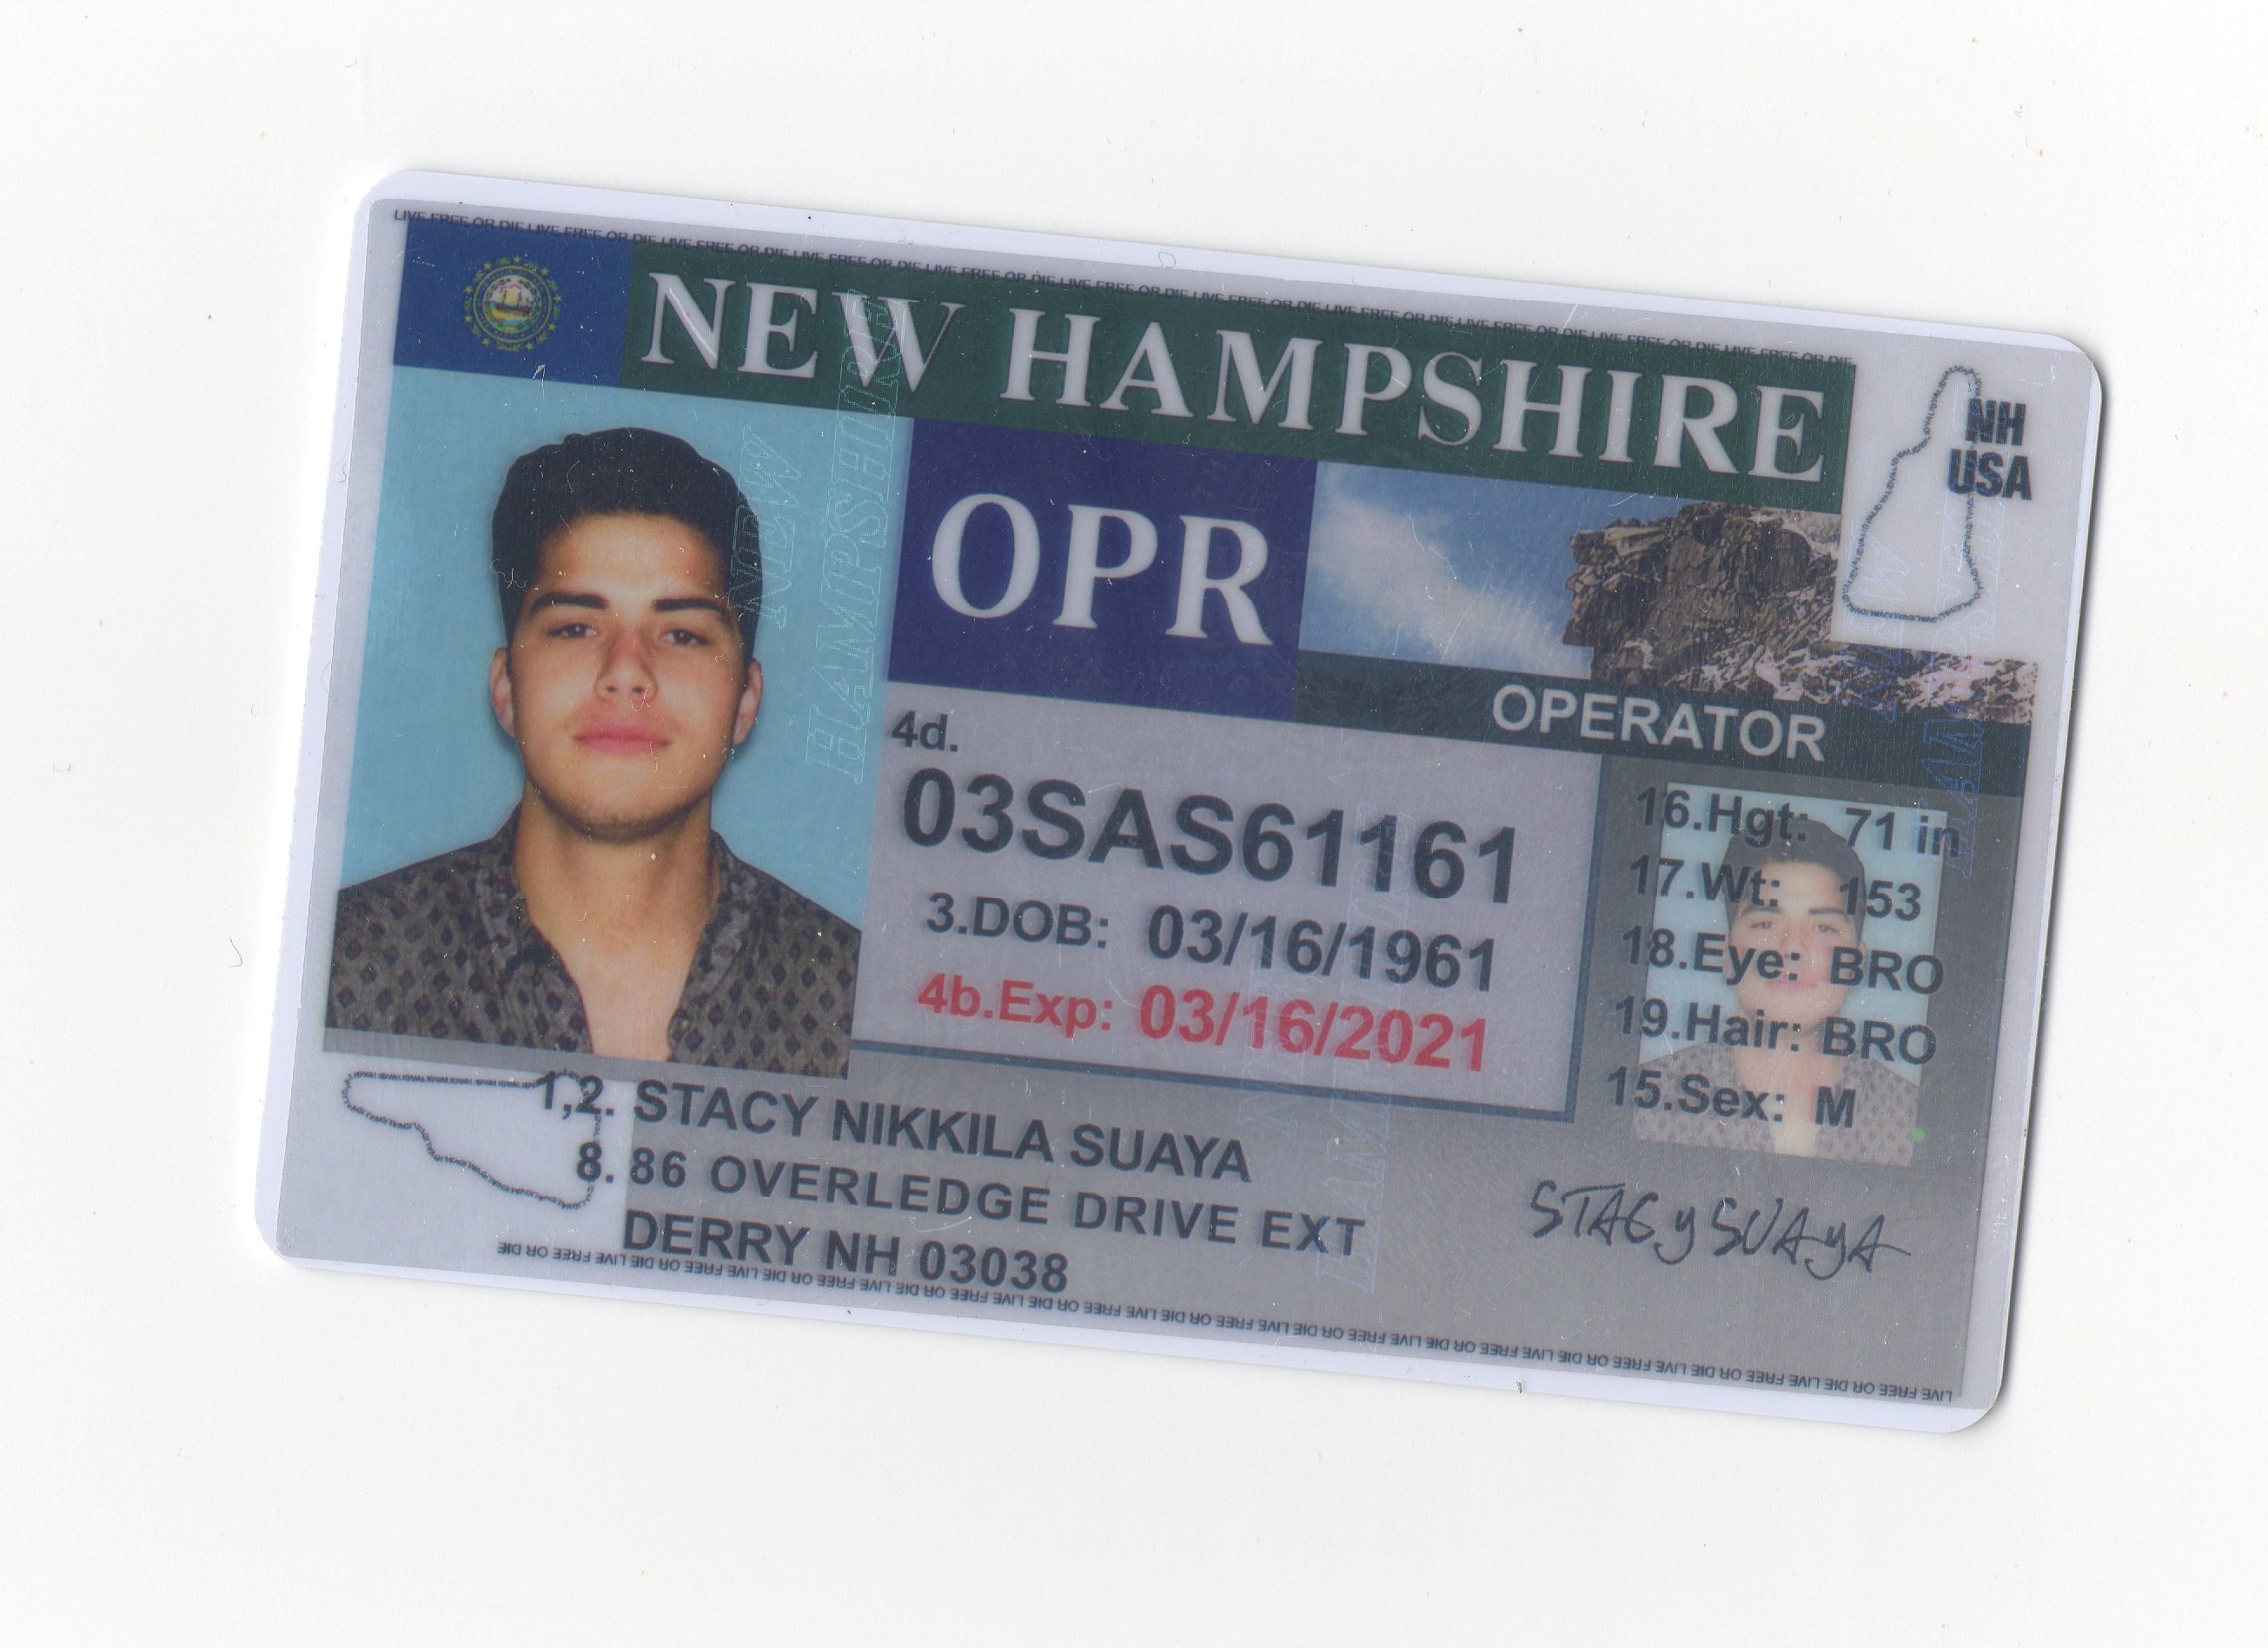 LIVE FREE OR DIE LIVE FREE OR DIE LIVE FREE OR DIE LIVE FREE OR DIE LIVE FREE OR DIE LIVE FREE OR DIE LIVE FREE OR DIE LIVE FREE OR DIE LIVE FREE OR DIE LIVE FREE OR DIE LIVE FREE OR DIE
NEW HAMPSHIRE
NH
USA
OPR
OPERATOR
NEW
HAMPSHIRE
4d.
03SAS61161
3.DOB: 03/16/1961
4b.Exp: 03/16/2021
16.Hgt: 71 in
17.Wt: 153
18.Eye: BRO
19.Hair: BRO
15.Sex: M
1,2. STACY NIKKILA SUAYA
8. 86 OVERLEDGE DRIVE EXT
DERRY NH 03038
STACY SUAYA
LIVE FREE OR DIE LIVE FREE OR DIE LIVE FREE OR DIE LIVE FREE OR DIE LIVE FREE OR DIE LIVE FREE OR DIE LIVE FREE OR DIE LIVE FREE OR DIE LIVE FREE OR DIE LIVE FREE OR DIE LIVE FREE OR DIE